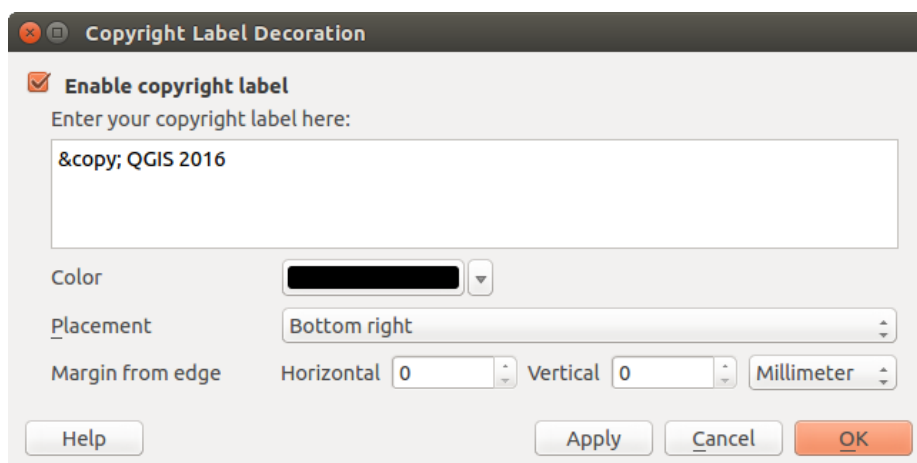 Copyright Label Decoration
Enable copyright label
Enter your copyright label here:
&copy; QGIS 2016
Color
Placement Bottom right
Margin from edge Horizontal 0 Vertical 0 Millimeter
Help Apply Cancel OK